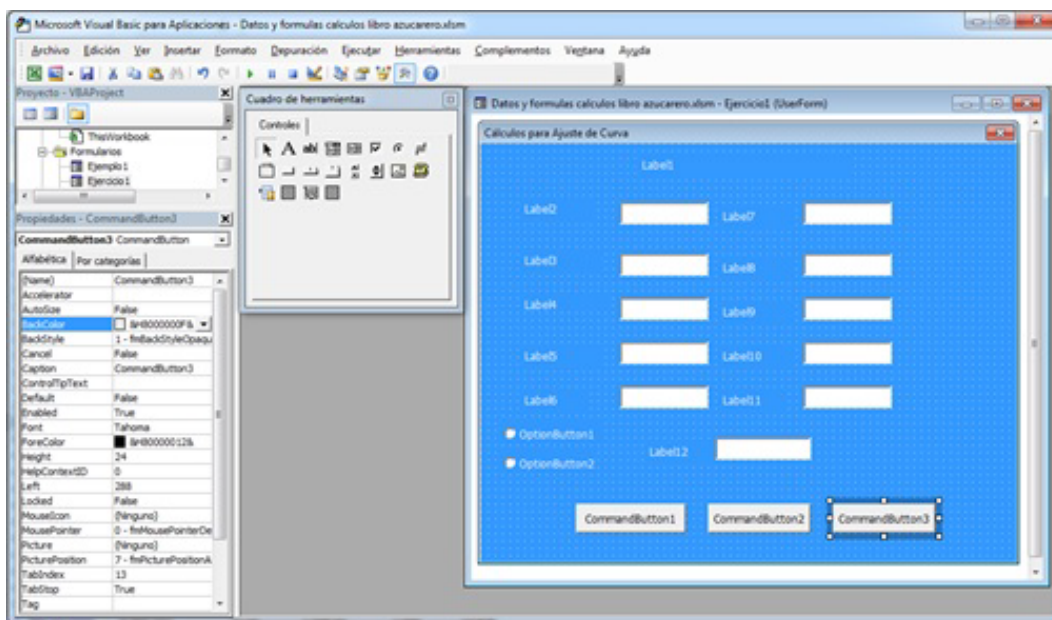 Microsoft Visual Basic para Aplicaciones - Datos y formulas calculos libro azucarero.xlsm
Archivo Edición Ver Insertar Formato Depuración Ejecutar Herramientas Complementos Ventana Ayuda
Proyecto - VBAProject
ThisWorkbook
Formularios
Ejemplo1
Ejercicio1
Propiedades - CommandButton3
CommandButton3 CommandButton
Alfabética Por categorías
(Name) CommandButton3
Accelerator
AutoSize False
BackColor &H8000000F&
BackStyle 1 - fmBackStyleOpaqu
Cancel False
Caption CommandButton3
ControlTipText
Default False
Enabled True
Font Tahoma
ForeColor &H80000012&
Height 24
HelpContextID 0
Left 288
Locked False
MouseIcon (Ninguno)
MousePointer 0 - fmMousePointerDe
Picture (Ninguno)
PicturePosition 7 - fmPicturePositionA
TabIndex 13
TabStop True
Tag
Cuadro de herramientas
Controles
Datos y formulas calculos libro azucarero.xlsm - Ejercicio1 (UserForm)
Cálculos para Ajuste de Curva
Label1
Label2 Label7
Label3 Label8
Label4 Label9
Label5 Label10
Label6 Label11
OptionButton1
Label12
OptionButton2
CommandButton1 CommandButton2 CommandButton3